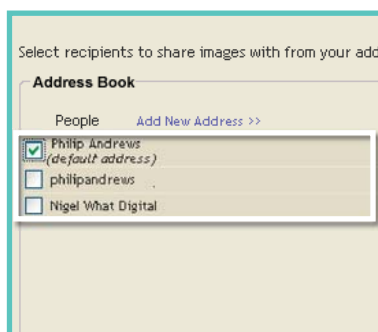 Select recipients to share images with from your add
Address Book
People Add New Address >>
Philip Andrews
(default address)
philipandrews
Nigel What Digital